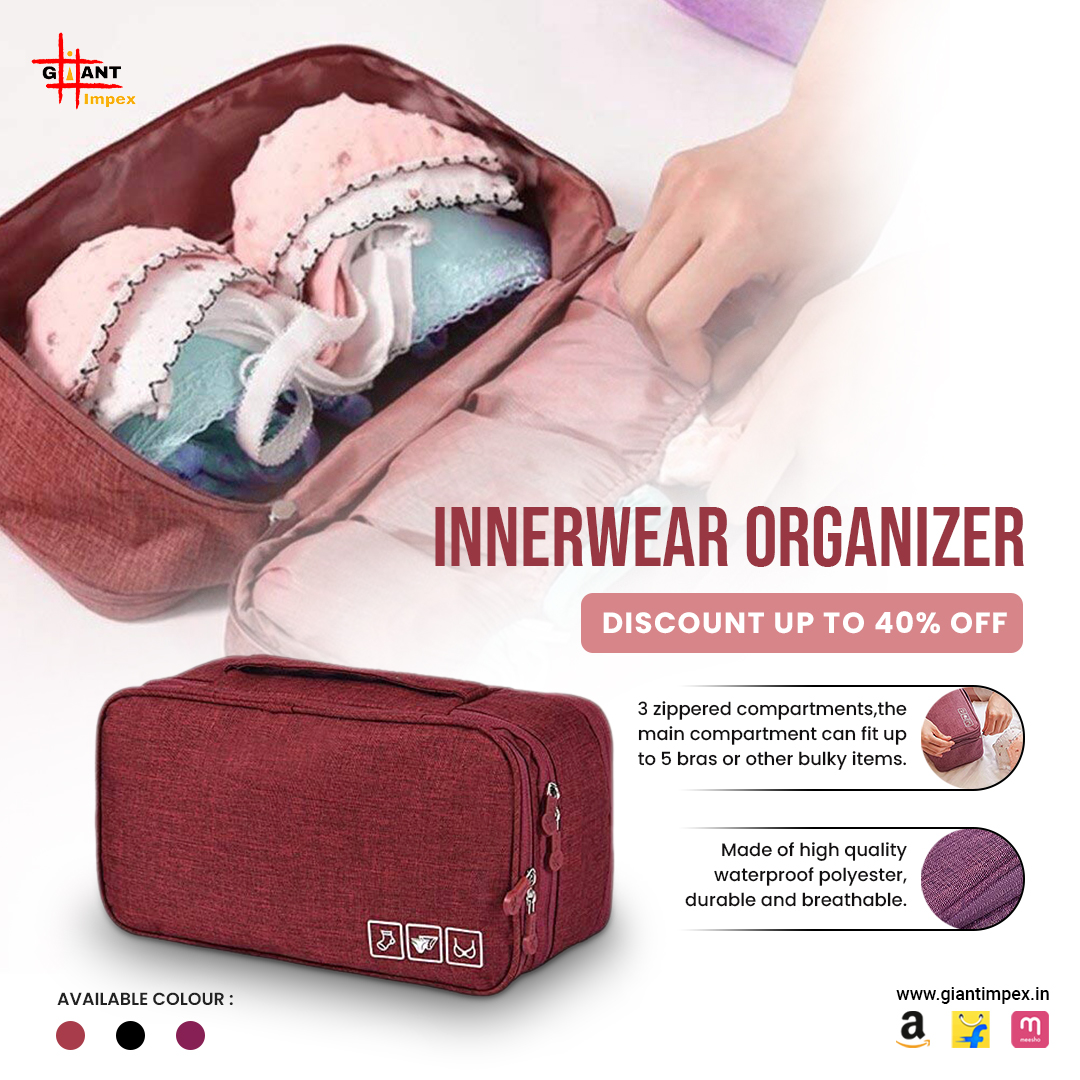 GIANT
Impex
INNERWEAR ORGANIZER
DISCOUNT UP TO 40% OFF
3 zippered compartments,the
main compartment can fit up
to 5 bras or other bulky items.
Made of high quality
waterproof polyester,
durable and breathable.
AVAILABLE COLOUR :
www.giantimpex.in
a
f
m
meesho